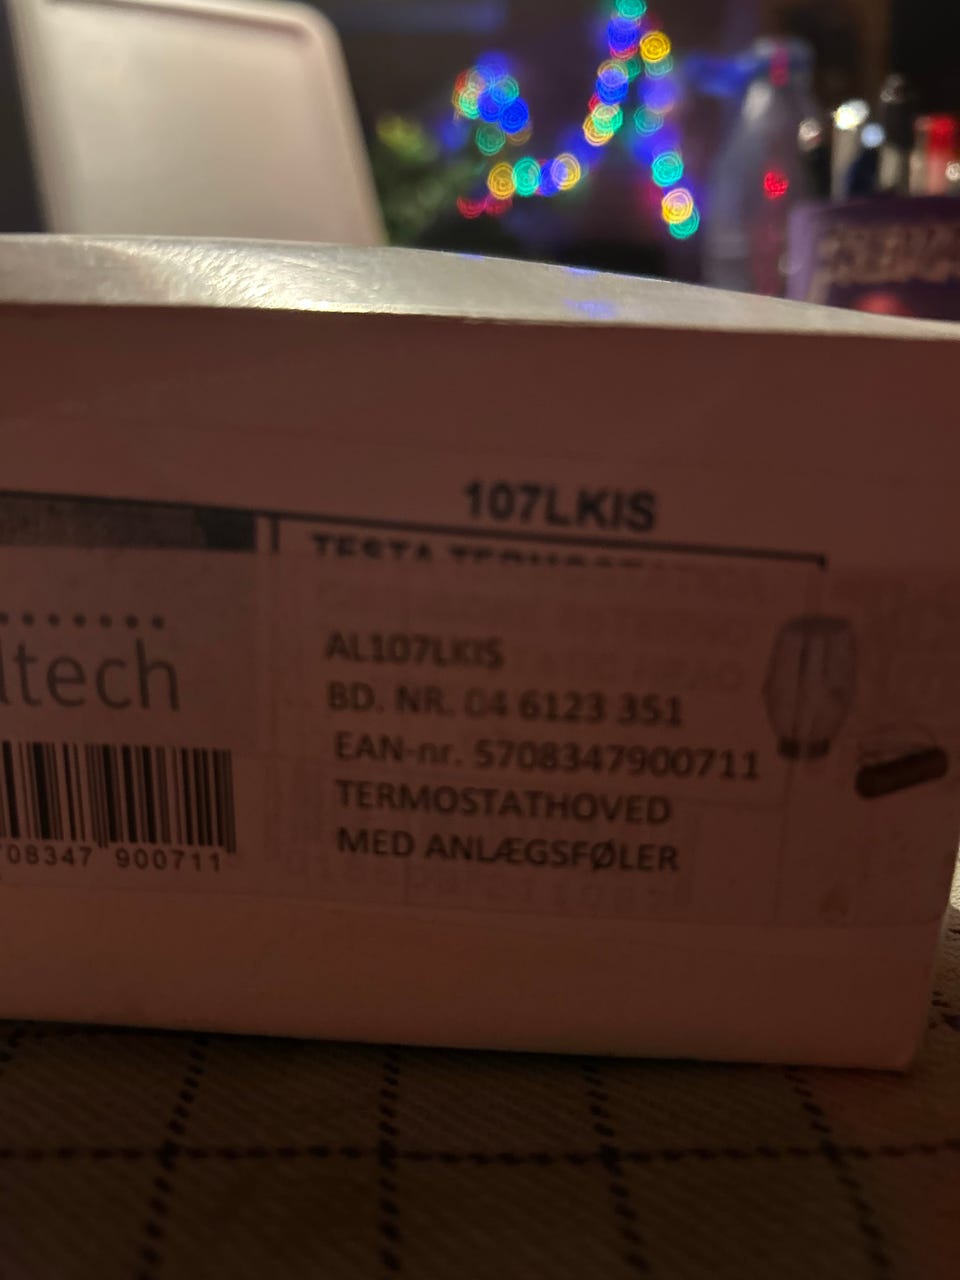 107LKIS
AL107LKIS
ltech
BD. NR. 04 6123 351
EAN-nr. 5708347900711
TERMOSTATHOVED
MED ANLÆGSFØLER
708347 900711